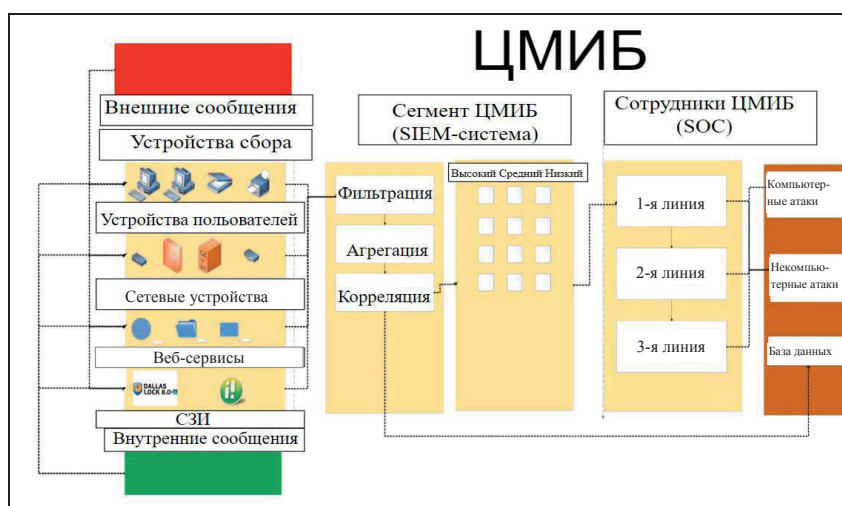 ЦМИБ
Внешние сообщения
Устройства сбора
Устройства пользователей
Сетевые устройства
Веб-сервисы
DALLAS
LOCK 8.0
СЗИ
Внутренние сообщения
Сегмент ЦМИБ
(SIEM-система)
Фильтрация
Агрегация
Корреляция
Высокий Средний Низкий
Сотрудники ЦМИБ
(SOC)
1-я линия
2-я линия
3-я линия
Компьютер-
ные атаки
Некомпью-
терные атаки
База данных